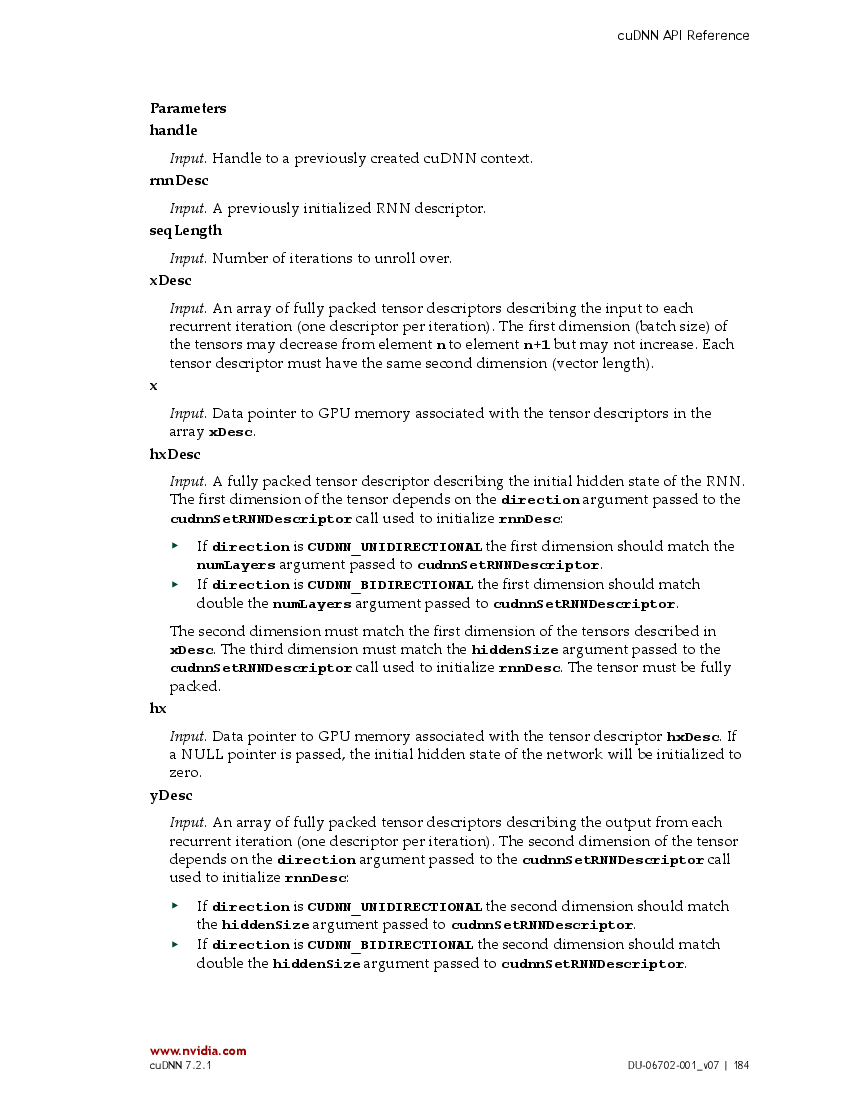 cuDNN API Reference
Parameters
handle
Input. Handle to a previously created cuDNN context.
rnnDesc
Input. A previously initialized RNN descriptor.
seqLength
Input. Number of iterations to unroll over.
xDesc
Input. An array of fully packed tensor descriptors describing the input to each
recurrent iteration (one descriptor per iteration). The first dimension (batch size) of
the tensors may decrease from element n to element n+1 but may not increase. Each
tensor descriptor must have the same second dimension (vector length).
x
Input. Data pointer to GPU memory associated with the tensor descriptors in the
array xDesc.
hxDesc
Input. A fully packed tensor descriptor describing the initial hidden state of the RNN.
The first dimension of the tensor depends on the direction argument passed to the
cudnnSetRNNDescriptor call used to initialize rnnDesc:
▸ If direction is CUDNN_UNIDIRECTIONAL the first dimension should match the
numLayers argument passed to cudnnSetRNNDescriptor.
▸ If direction is CUDNN_BIDIRECTIONAL the first dimension should match
double the numLayers argument passed to cudnnSetRNNDescriptor.
The second dimension must match the first dimension of the tensors described in
xDesc. The third dimension must match the hiddenSize argument passed to the
cudnnSetRNNDescriptor call used to initialize rnnDesc. The tensor must be fully
packed.
hx
Input. Data pointer to GPU memory associated with the tensor descriptor hxDesc. If
a NULL pointer is passed, the initial hidden state of the network will be initialized to
zero.
yDesc
Input. An array of fully packed tensor descriptors describing the output from each
recurrent iteration (one descriptor per iteration). The second dimension of the tensor
depends on the direction argument passed to the cudnnSetRNNDescriptor call
used to initialize rnnDesc:
▸ If direction is CUDNN_UNIDIRECTIONAL the second dimension should match
the hiddenSize argument passed to cudnnSetRNNDescriptor.
▸ If direction is CUDNN_BIDIRECTIONAL the second dimension should match
double the hiddenSize argument passed to cudnnSetRNNDescriptor.
www.nvidia.com
cuDNN 7.2.1
DU-06702-001_v07 | 184